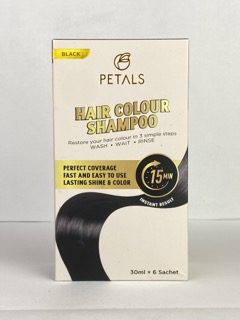 BLACK
PETALS
HAIR COLOUR
SHAMPOO
Restore your hair colour in 3 simple steps
WASH • WAIT • RINSE
PERFECT COVERAGE
FAST AND EASY TO USE
LASTING SHINE & COLOR
15 MIN
INSTANT RESULT
30ml × 6 Sachet